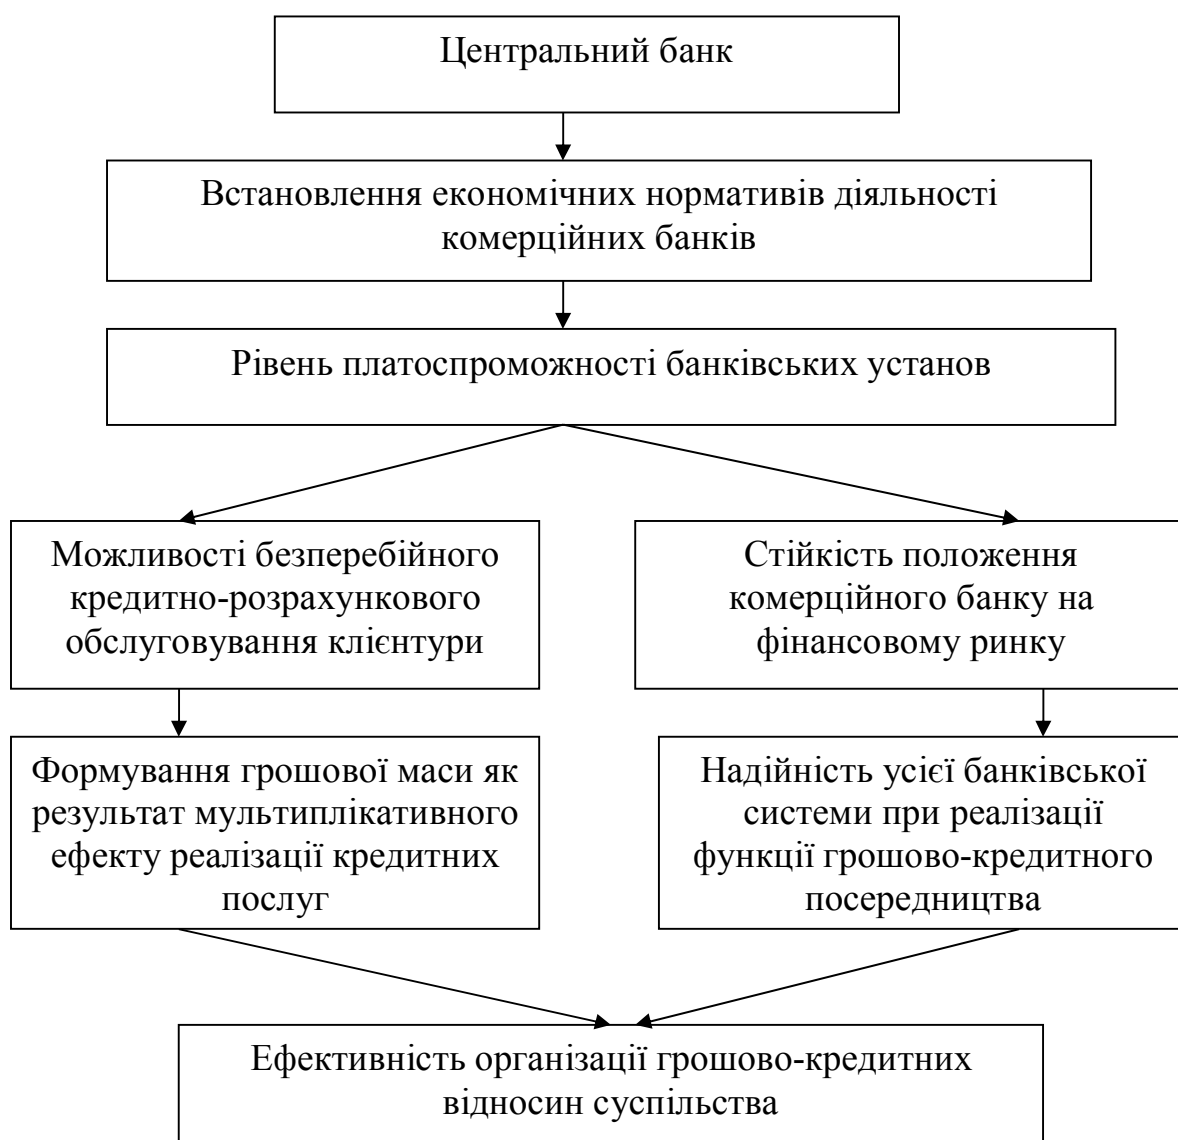 Центральний банк
Встановлення економічних нормативів діяльності
комерційних банків
Рівень платоспроможності банківських установ
Можливості безперебійного
кредитно-розрахункового
обслуговування клієнтури
Стійкість положення
комерційного банку на
фінансовому ринку
Формування грошової маси як
результат мультиплікативного
ефекту реалізації кредитних
послуг
Надійність усієї банківської
системи при реалізації
функції грошово-кредитного
посередництва
Ефективність організації грошово-кредитних
відносин суспільства